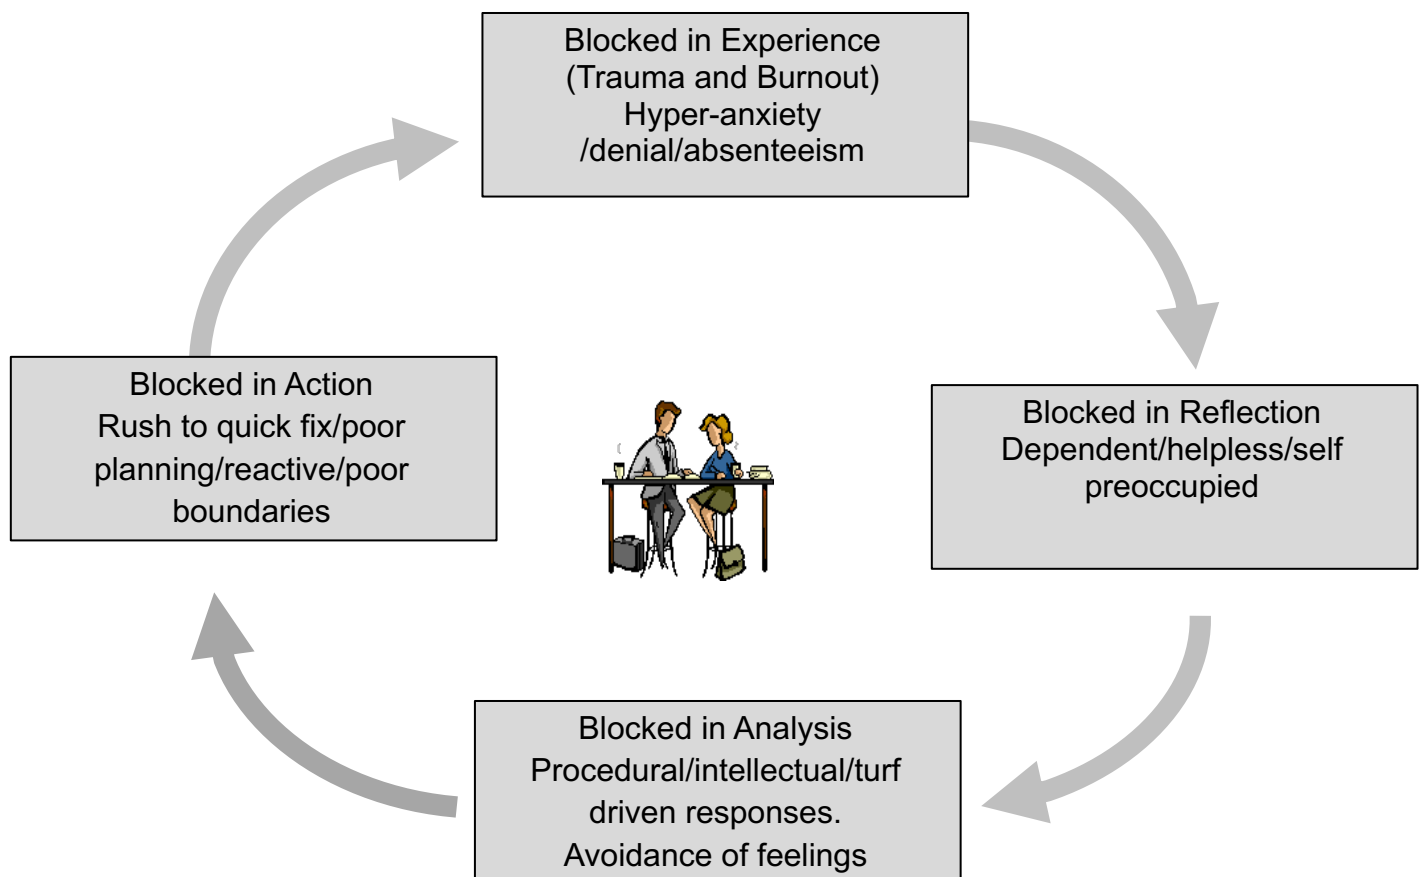 Blocked in Experience
(Trauma and Burnout)
Hyper-anxiety
/denial/absenteeism
Blocked in Action
Rush to quick fix/poor
planning/reactive/poor
boundaries
Blocked in Reflection
Dependent/helpless/self
preoccupied
Blocked in Analysis
Procedural/intellectual/turf
driven responses.
Avoidance of feelings